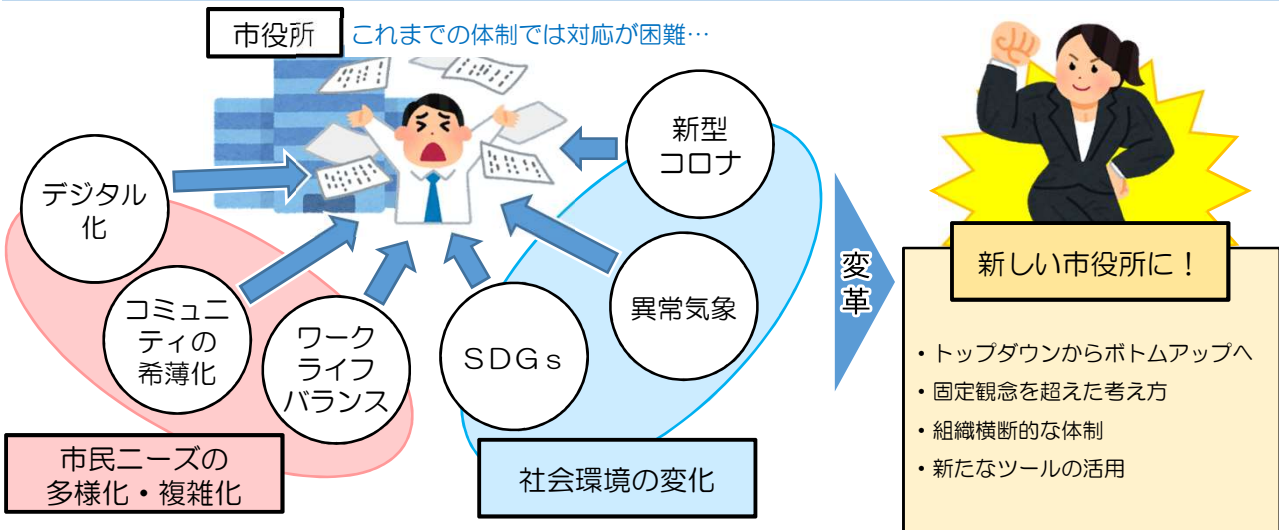 市役所
これまでの体制では対応が困難…
デジタル
化
コミュニ
ティの
希薄化
ワーク
ライフ
バランス
市民ニーズの
多様化・複雑化
新型
コロナ
異常気象
SDGs
社会環境の変化
変革
新しい市役所に！
・トップダウンからボトムアップへ
・固定観念を超えた考え方
・組織横断的な体制
・新たなツールの活用